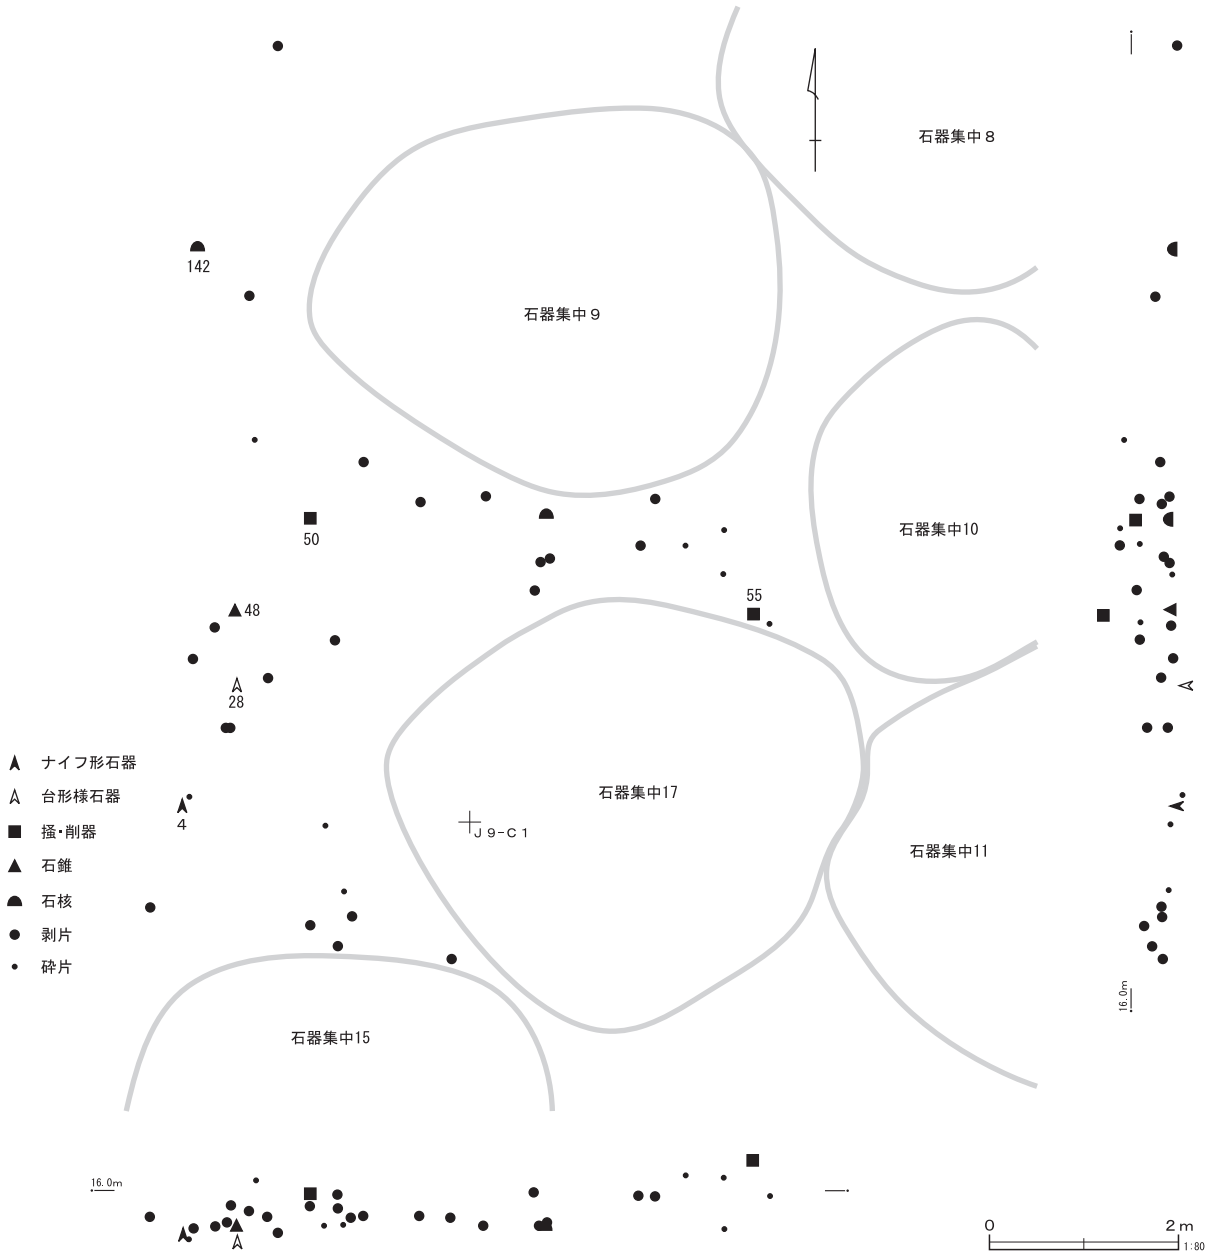 石器集中8
142
石器集中9
50
石器集中10
55
48
28
ナイフ形石器
台形様石器
掻・削器
石錐
石核
剥片
砕片
4
石器集中17
J9-C1
石器集中11
16.0m
石器集中15
16.0m
0 2m
1:80